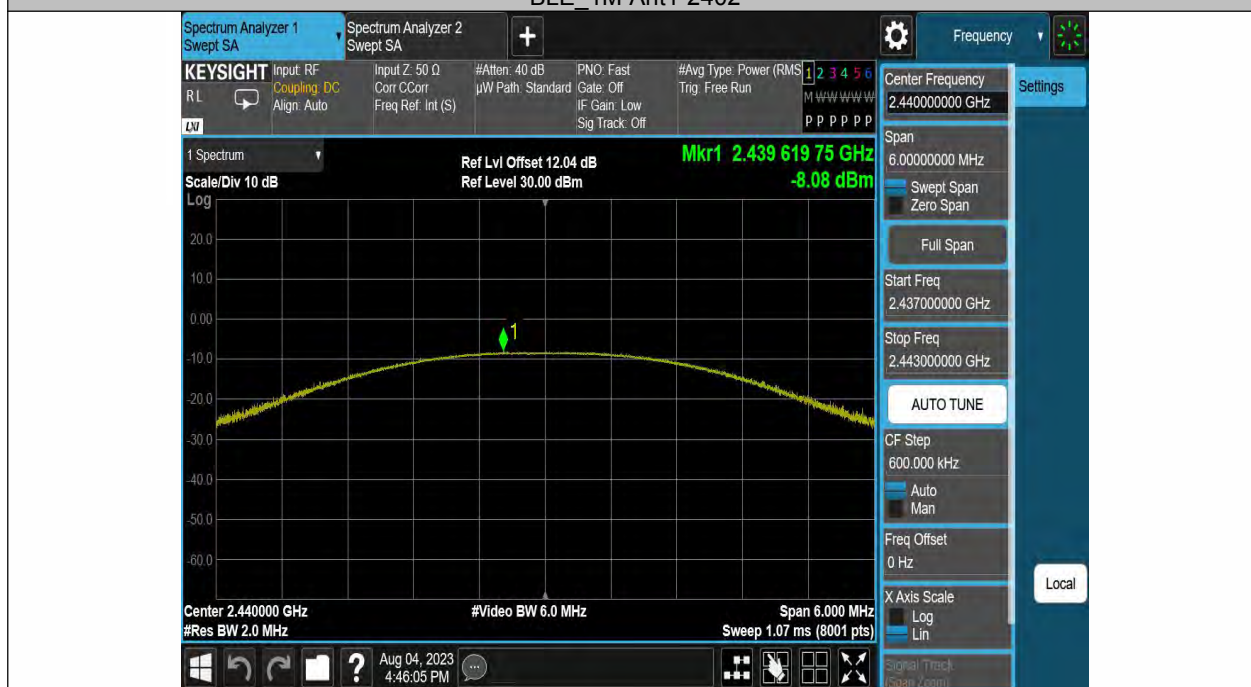 BLE_1M-Ant1-2402
Spectrum Analyzer 1
Swept SA
Spectrum Analyzer 2
Swept SA
+
Frequency
KEYSIGHT
RL
LXI
Input: RF
Coupling: DC
Align: Auto
Input Z: 50 Ω
Corr CCorr
Freq Ref: Int (S)
#Atten: 40 dB
µW Path: Standard
PNO: Fast
Gate: Off
IF Gain: Low
Sig Track: Off
#Avg Type: Power (RMS
Trig: Free Run
1 2 3 4 5 6
M W W W W W
P P P P P P
Center Frequency
2.440000000 GHz
Settings
Span
6.00000000 MHz
Swept Span
Zero Span
Full Span
Start Freq
2.437000000 GHz
Stop Freq
2.443000000 GHz
AUTO TUNE
CF Step
600.000 kHz
Auto
Man
Freq Offset
0 Hz
X Axis Scale
Log
Lin
Signal Track
(Span Zoom)
Local
1 Spectrum
Scale/Div 10 dB
Log
Ref Lvl Offset 12.04 dB
Ref Level 30.00 dBm
Mkr1 2.439 619 75 GHz
-8.08 dBm
20.0
10.0
0.00
1
-10.0
-20.0
-30.0
-40.0
-50.0
-60.0
Center 2.440000 GHz
#Res BW 2.0 MHz
#Video BW 6.0 MHz
Span 6.000 MHz
Sweep 1.07 ms (8001 pts)
?
Aug 04, 2023
4:46:05 PM